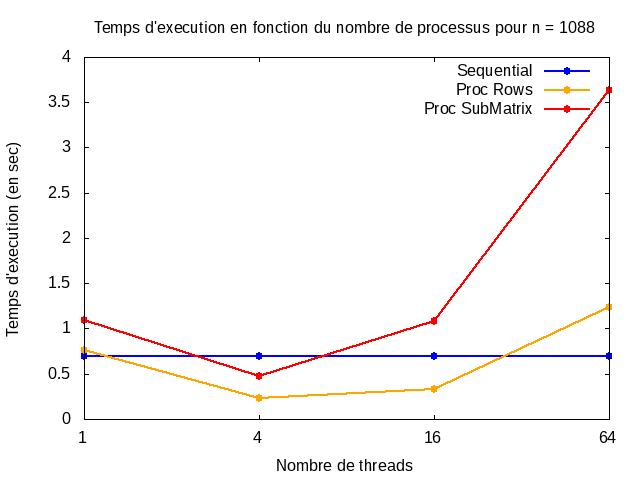 Temps d'execution en fonction du nombre de processus pour n = 1088
Sequential
Proc Rows
Proc SubMatrix
4
3.5
3
2.5
2
1.5
1
0.5
0
Temps d'execution (en sec)
1 4 16 64
Nombre de threads